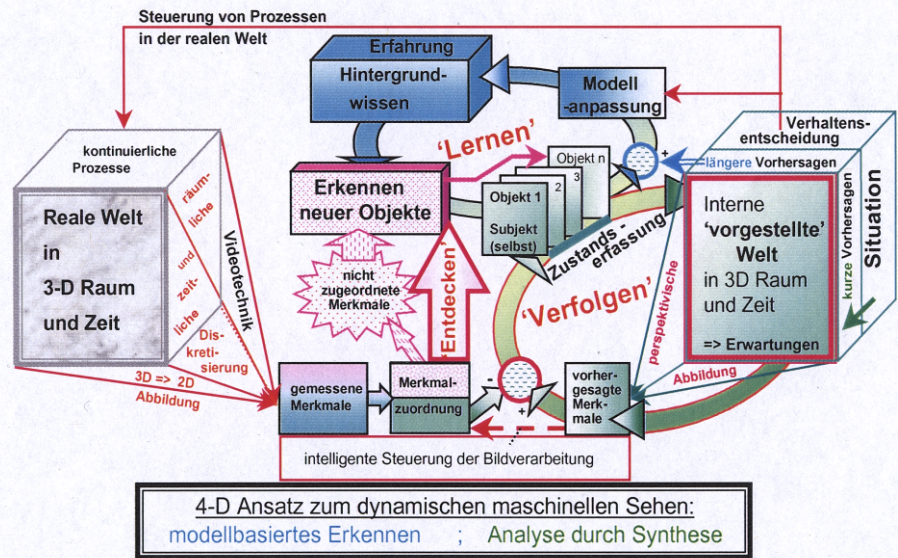 Steuerung von Prozessen
in der realen Welt
Erfahrung
Hintergrund-
wissen
Modell
-anpassung
Verhaltens-
entscheidung
kontinuierliche
Prozesse
Reale Welt
in
3-D Raum
und Zeit
räum-
liche
und
zeit-
liche
Dis-
kreti-
sierung
Videotechnik
3D => 2D
Abbildung
'Lernen'
Erkennen
neuer Objekte
Objekt n
3
2
Objekt 1
Subjekt
(selbst)
+
-
längere Vorhersagen
Zustands-
erfassung
'Verfolgen'
'Entdecken'
nicht
zugeordnete
Merkmale
Interne
'vorgestellte'
Welt
in 3D Raum
und Zeit
=> Erwartungen
kurze Vorhersagen
Situation
perspektivische
Abbildung
gemessene
Merkmale
Merkmal-
zuordnung
-
+
vorher-
gesagte
Merk-
male
intelligente Steuerung der Bildverarbeitung
4-D Ansatz zum dynamischen maschinellen Sehen:
modellbasiertes Erkennen ; Analyse durch Synthese